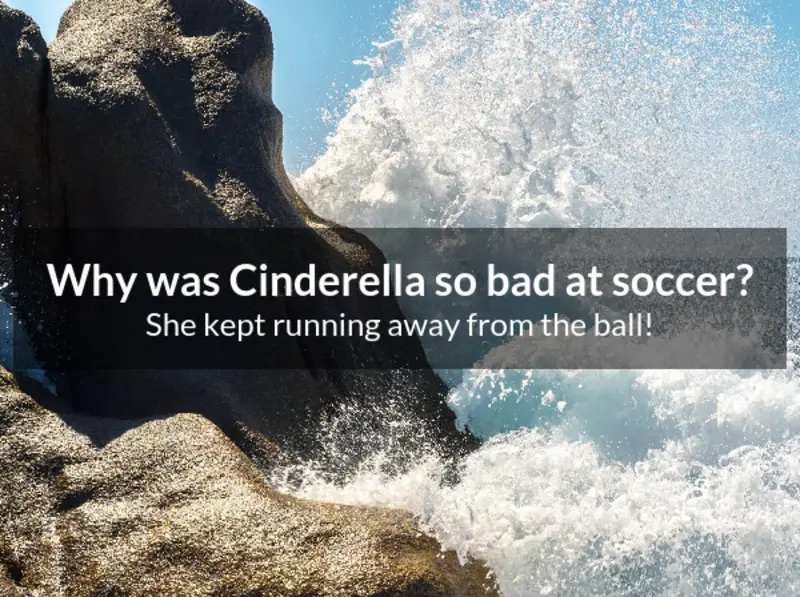 Why was Cinderella so bad at soccer?
She kept running away from the ball!